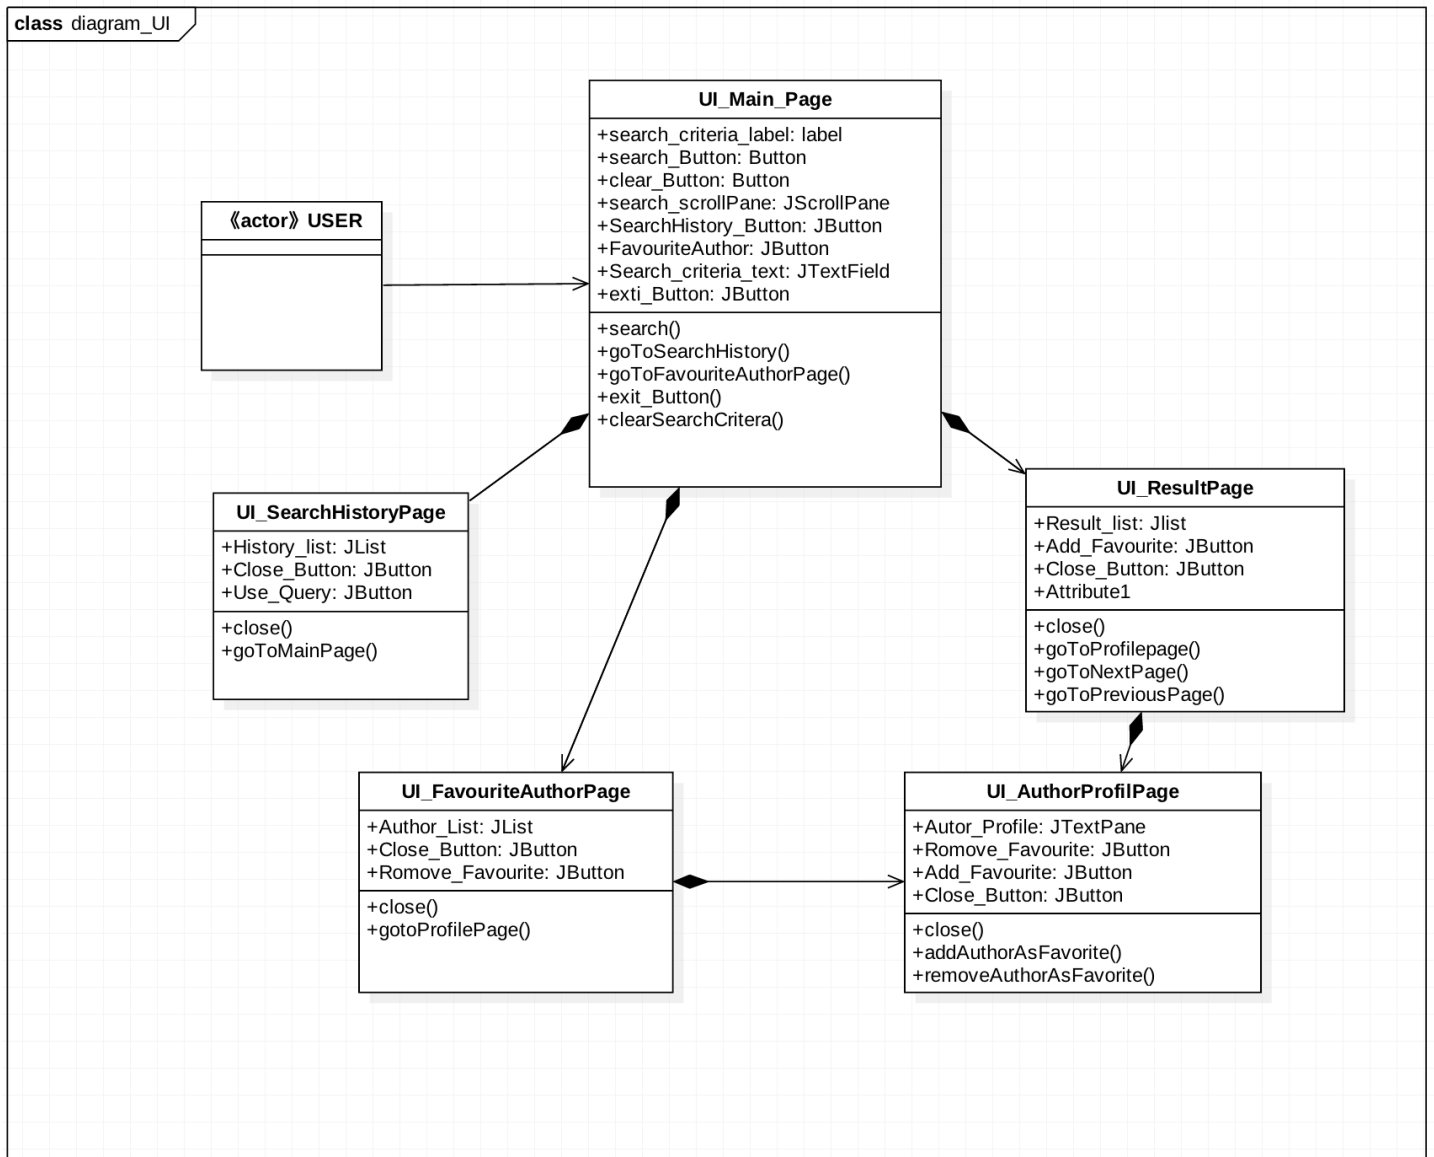 class diagram_UI
UI_Main_Page
+search_criteria_label: label
+search_Button: Button
+clear_Button: Button
+search_scrollPane: JScrollPane
+SearchHistory_Button: JButton
+FavouriteAuthor: JButton
+Search_criteria_text: JTextField
+exti_Button: JButton
+search()
+goToSearchHistory()
+goToFavouriteAuthorPage()
+exit_Button()
+clearSearchCritera()
《actor》USER
UI_SearchHistoryPage
+History_list: JList
+Close_Button: JButton
+Use_Query: JButton
+close()
+goToMainPage()
UI_ResultPage
+Result_list: Jlist
+Add_Favourite: JButton
+Close_Button: JButton
+Attribute1
+close()
+goToProfilepage()
+goToNextPage()
+goToPreviousPage()
UI_FavouriteAuthorPage
+Author_List: JList
+Close_Button: JButton
+Romove_Favourite: JButton
+close()
+gotoProfilePage()
UI_AuthorProfilPage
+Autor_Profile: JTextPane
+Romove_Favourite: JButton
+Add_Favourite: JButton
+Close_Button: JButton
+close()
+addAuthorAsFavorite()
+removeAuthorAsFavorite()